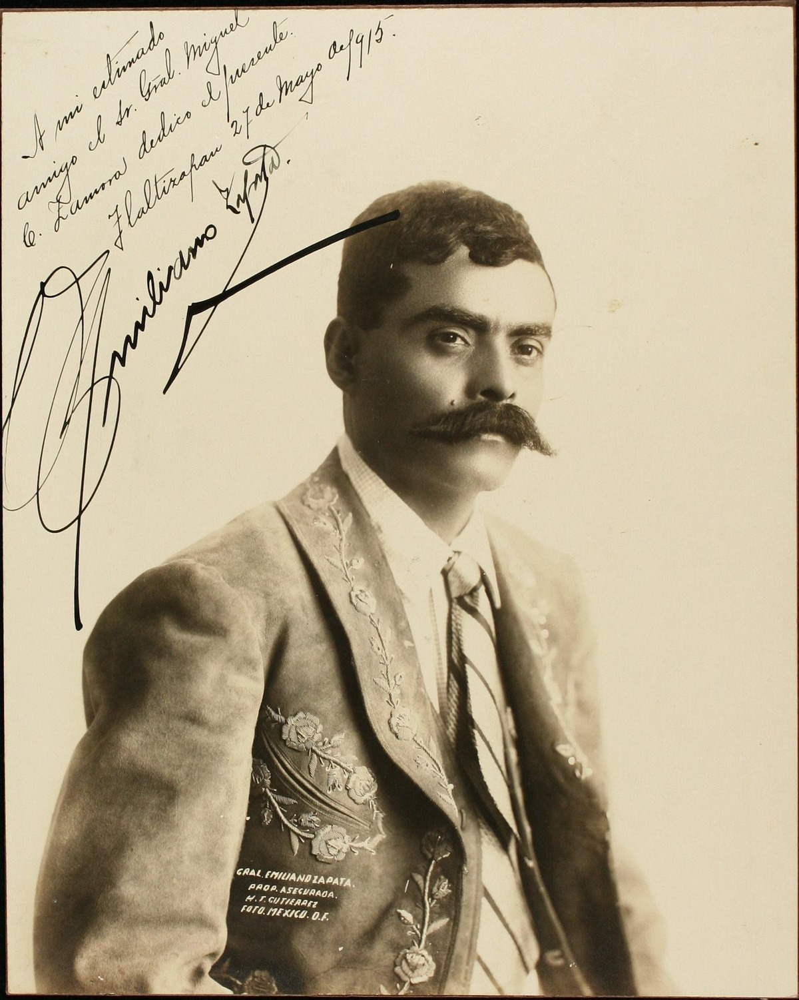 A mi estimado
amigo el Sr. Gral. Miguel
C. Zamora dedico el presente.
Tlaltizapan 27 de Mayo de 1915.
Emiliano Zapata.
GRAL. EMILIANO ZAPATA.
PROP. ASEGURADA.
H. J. GUTIERREZ
FOTO. MEXICO. D.F.